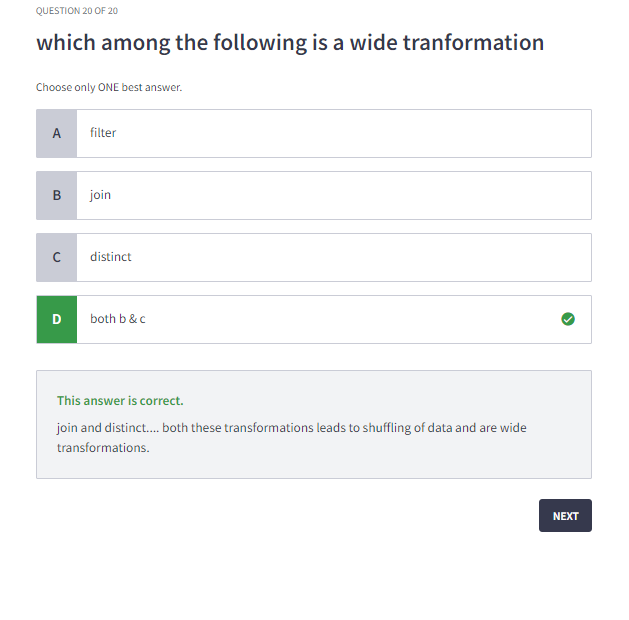 QUESTION 20 OF 20
which among the following is a wide tranformation
Choose only ONE best answer.
A filter
B join
C distinct
D both b & c
This answer is correct.
join and distinct.... both these transformations leads to shuffling of data and are wide
transformations.
NEXT